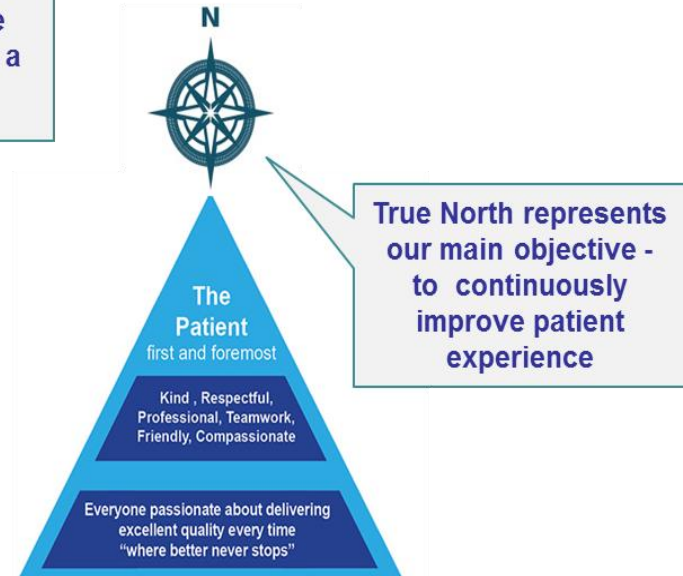 e
a
N
True North represents
our main objective -
to continuously
improve patient
experience
The
Patient
first and foremost
Kind , Respectful,
Professional, Teamwork,
Friendly, Compassionate
Everyone passionate about delivering
excellent quality every time
“where better never stops”